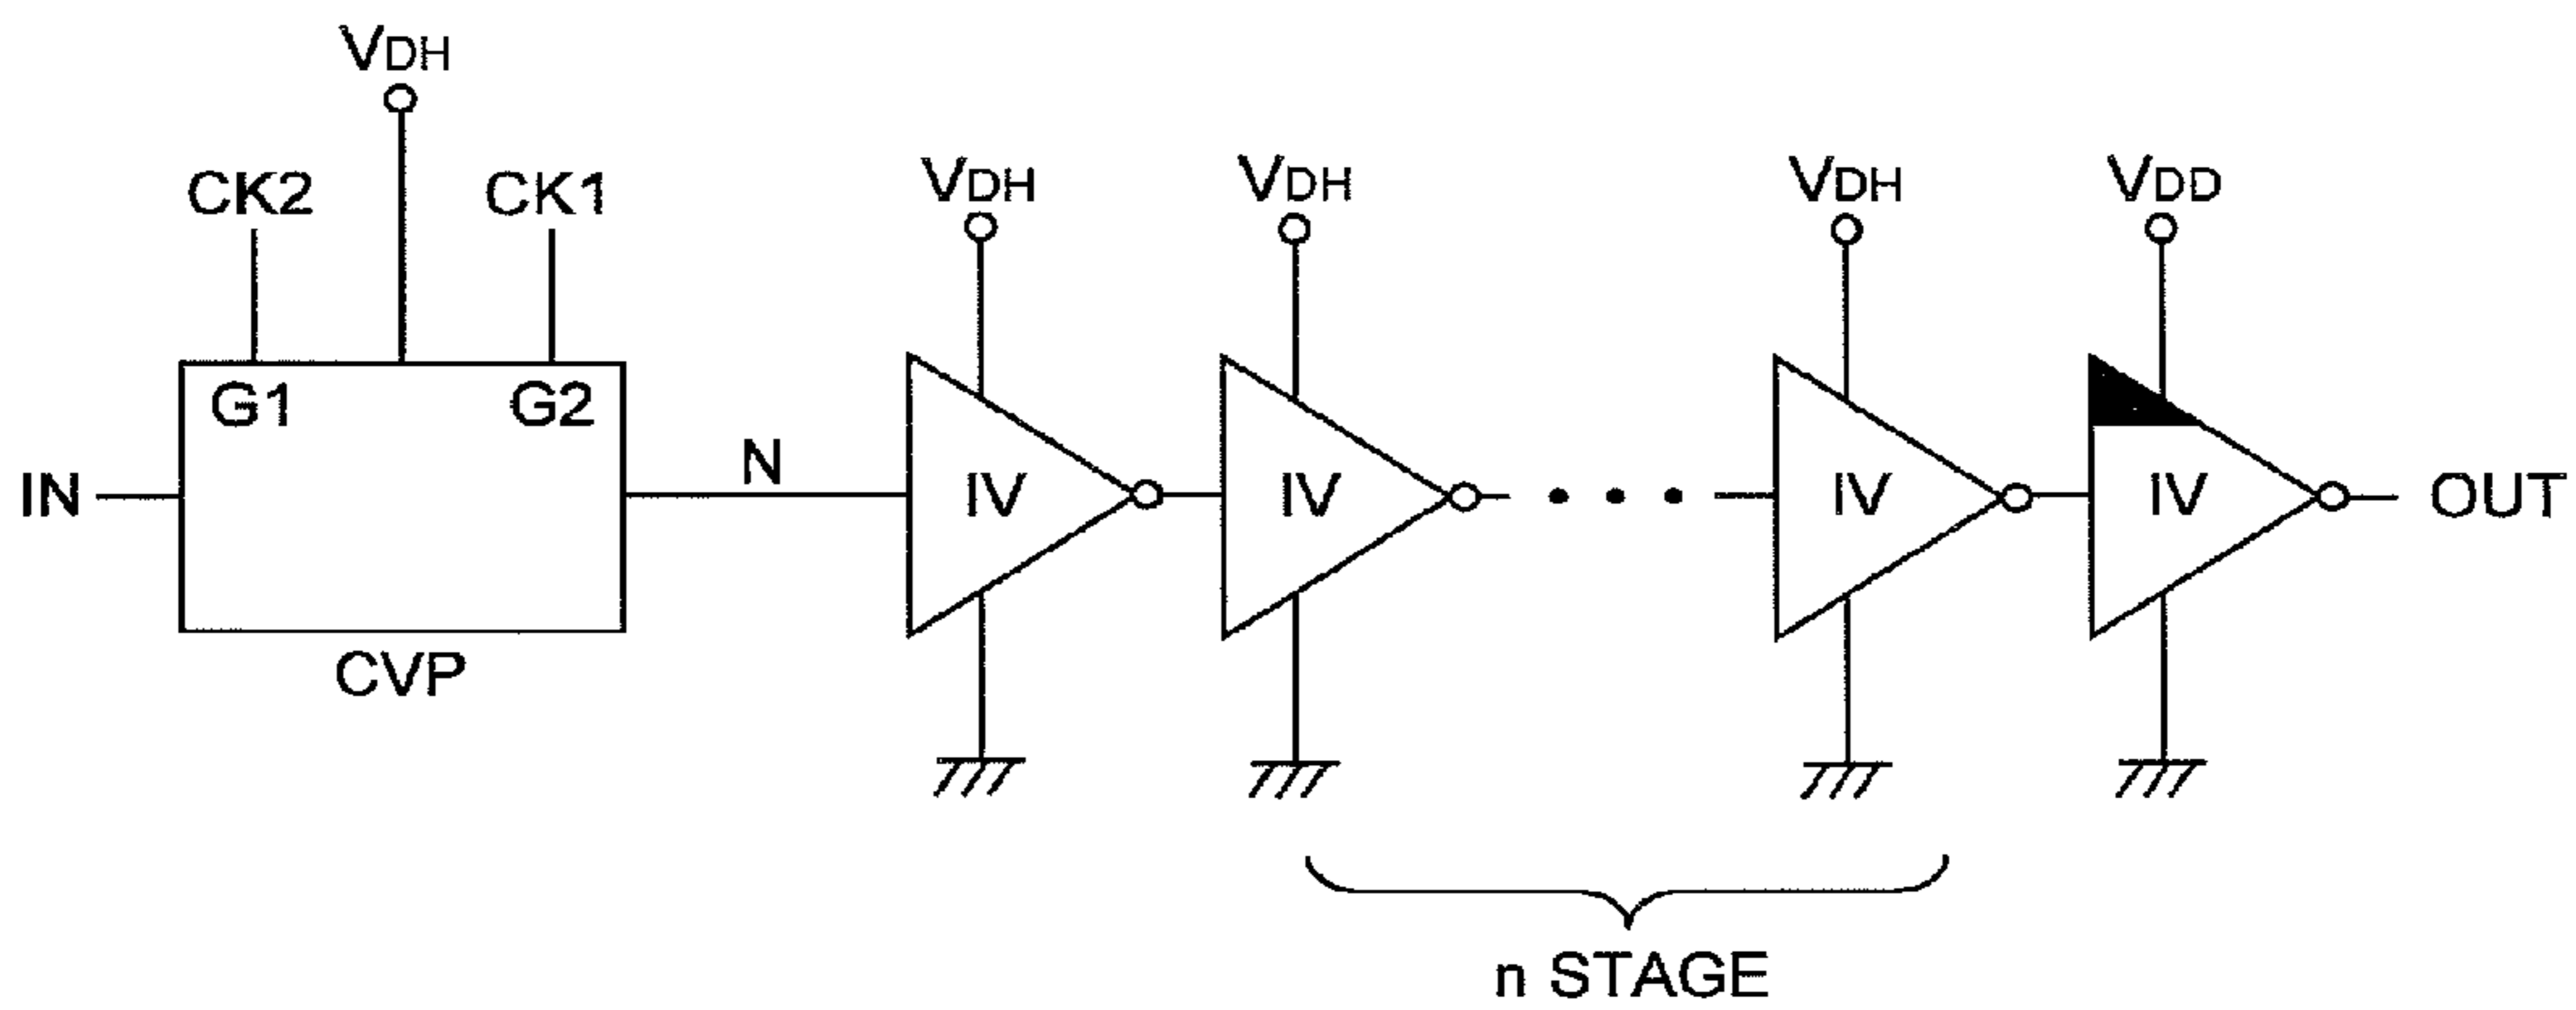 VDH
CK2 CK1
VDH VDH VDH VDD
G1 G2
IN N IV IV IV IV OUT
CVP
n STAGE